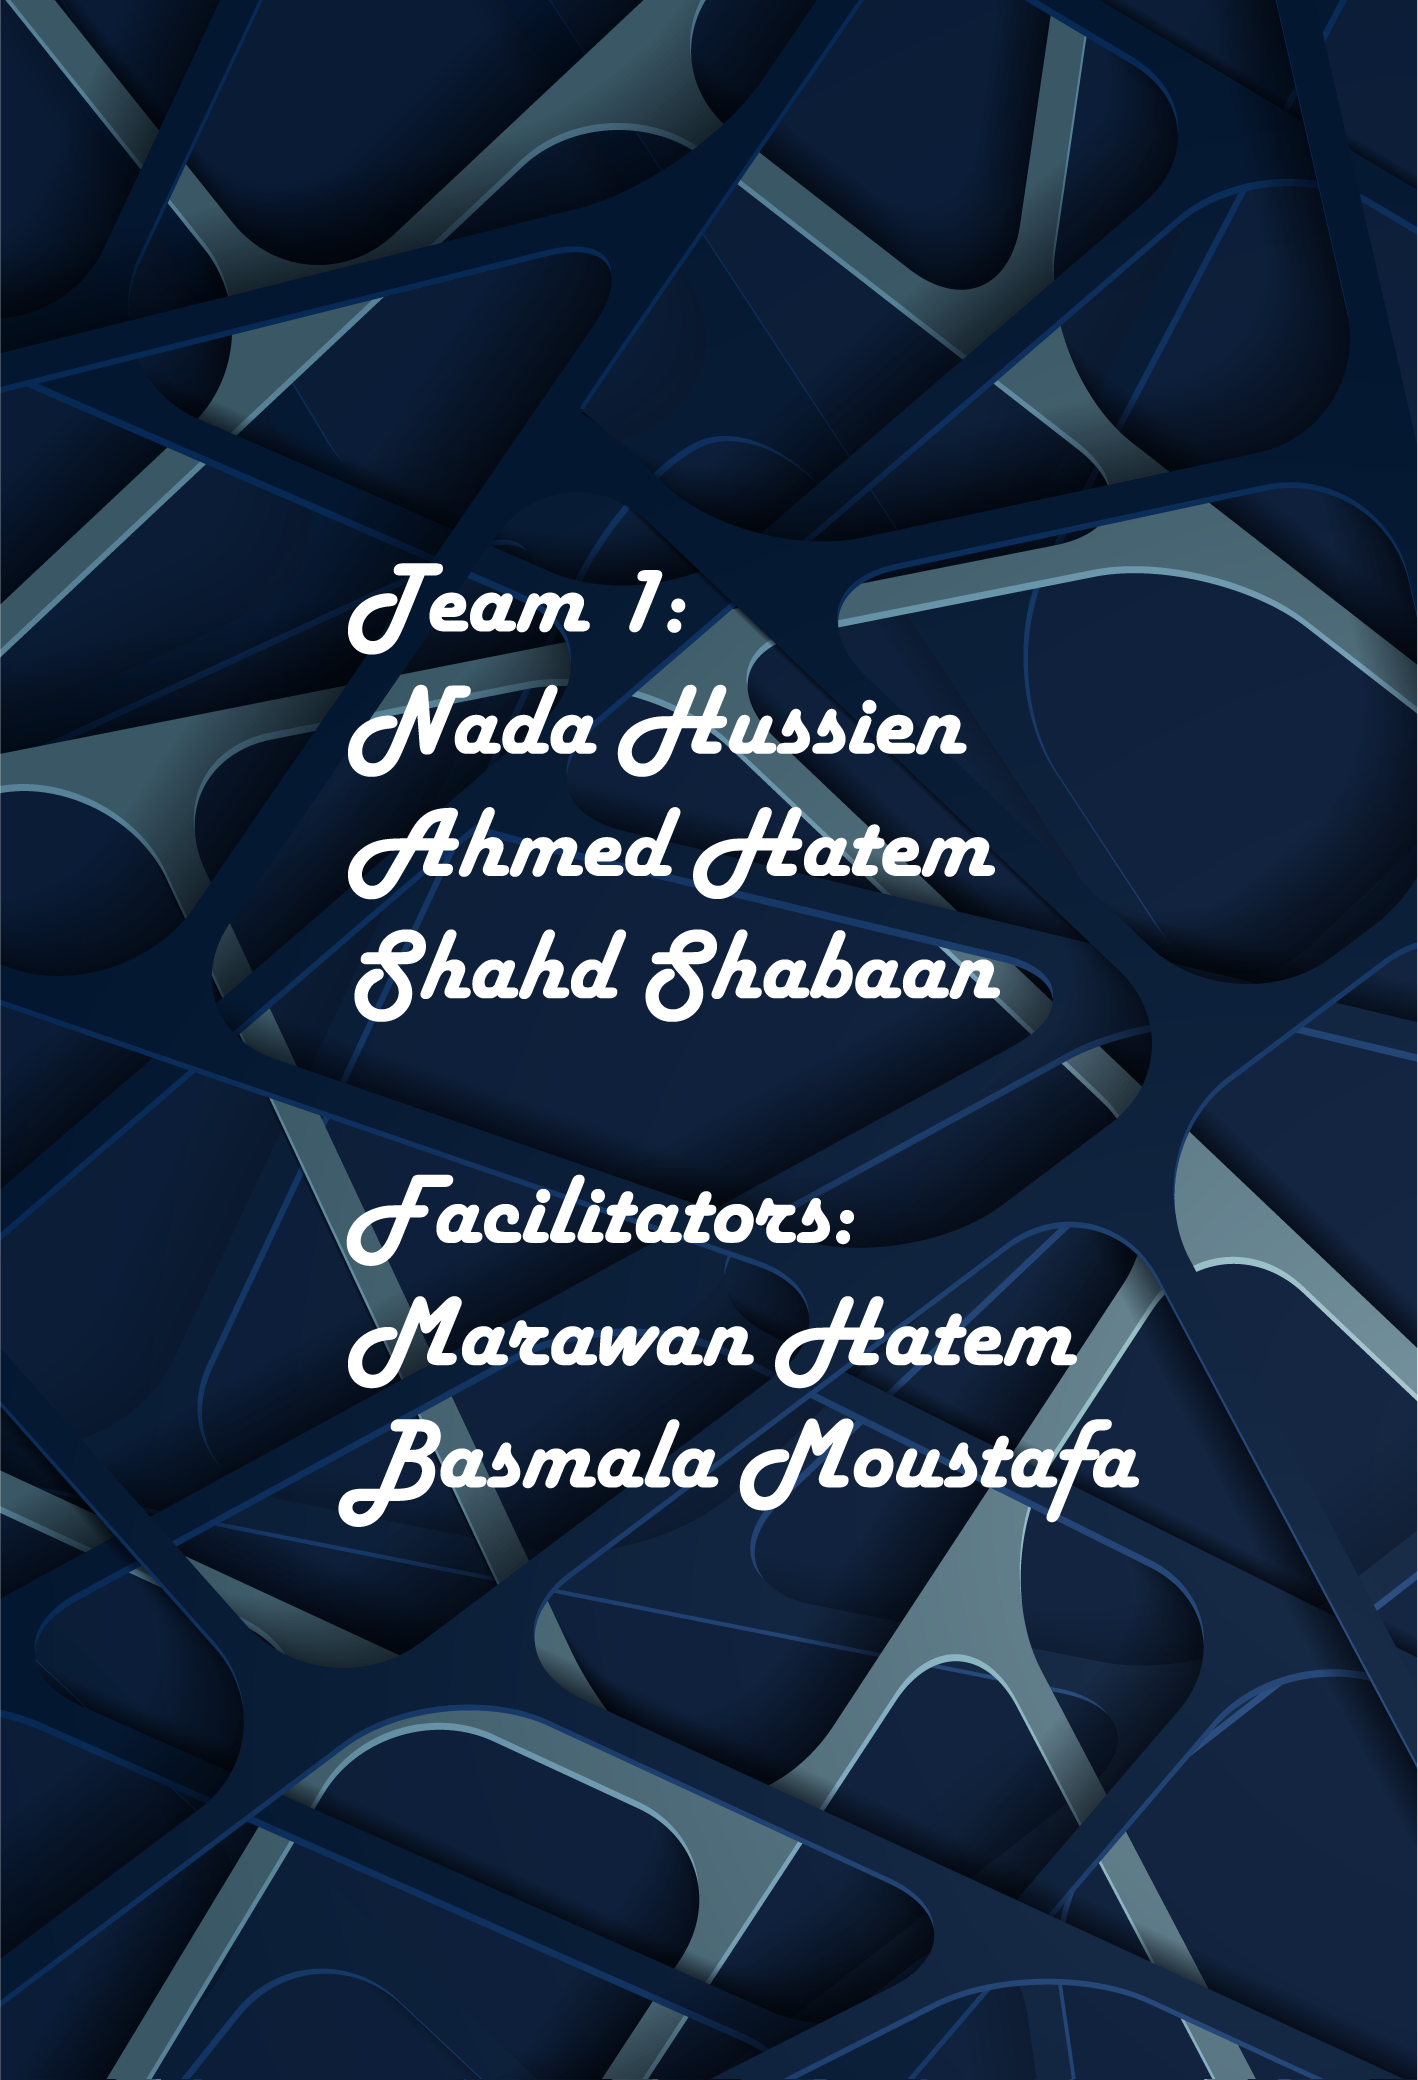 Team 1:
Nada Hussien
Ahmed Hatem
Shahd Shabaan
Facilitators:
Marawan Hatem
Basmala Moustafa